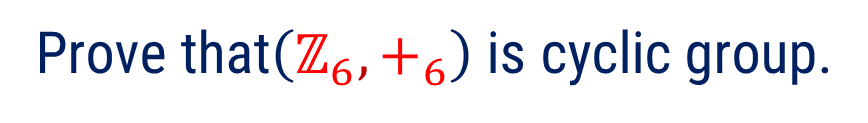 Prove that(ℤ₆, +₆) is cyclic group.